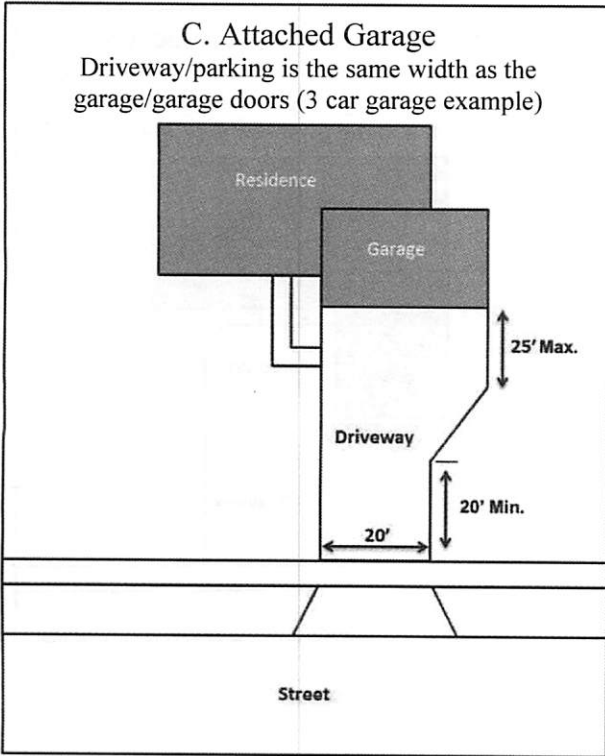 C. Attached Garage
Driveway/parking is the same width as the
garage/garage doors (3 car garage example)
Residence
Garage
25' Max.
Driveway
20' Min.
20'
Street